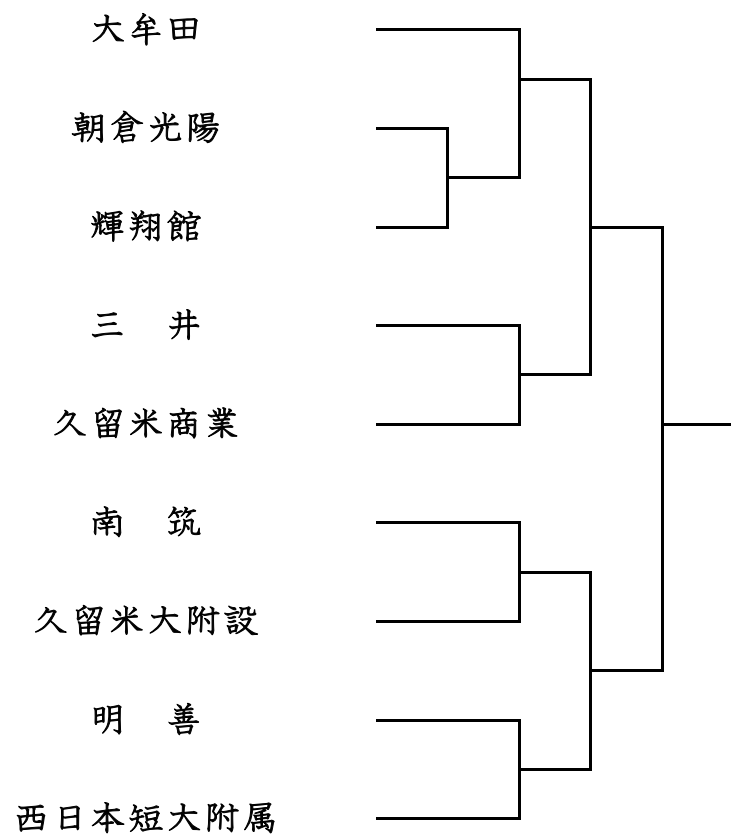 大牟田
朝倉光陽
輝翔館
三　井
久留米商業
南　筑
久留米大附設
明　善
西日本短大附属